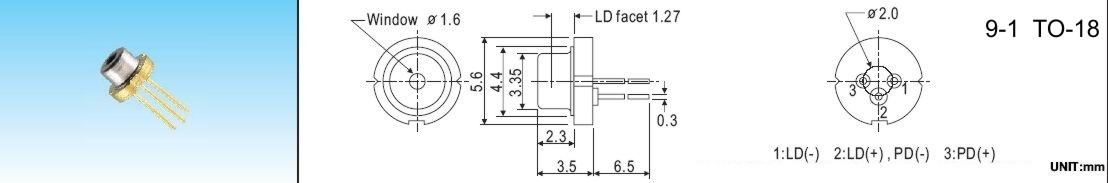 Window ø 1.6
LD facet 1.27
ø 2.0
9-1 TO-18
5.6
4.4
3.35
0.3
2.3
3.5
6.5
3
1
2
1:LD(-) 2:LD(+) , PD(-) 3:PD(+)
UNIT:mm